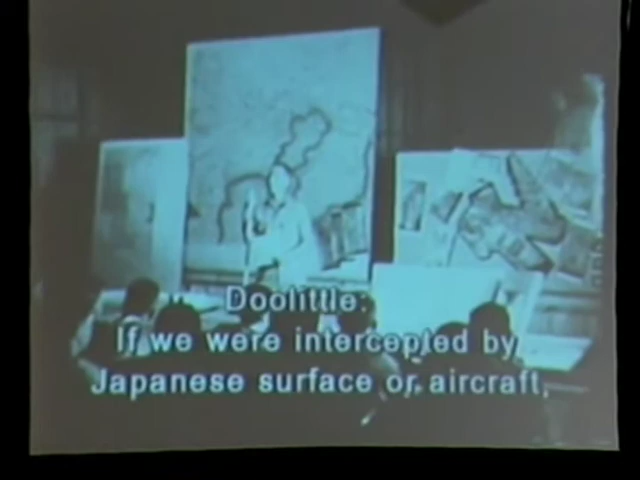 Doolittle:
If we were intercepted by
Japanese surface or aircraft,